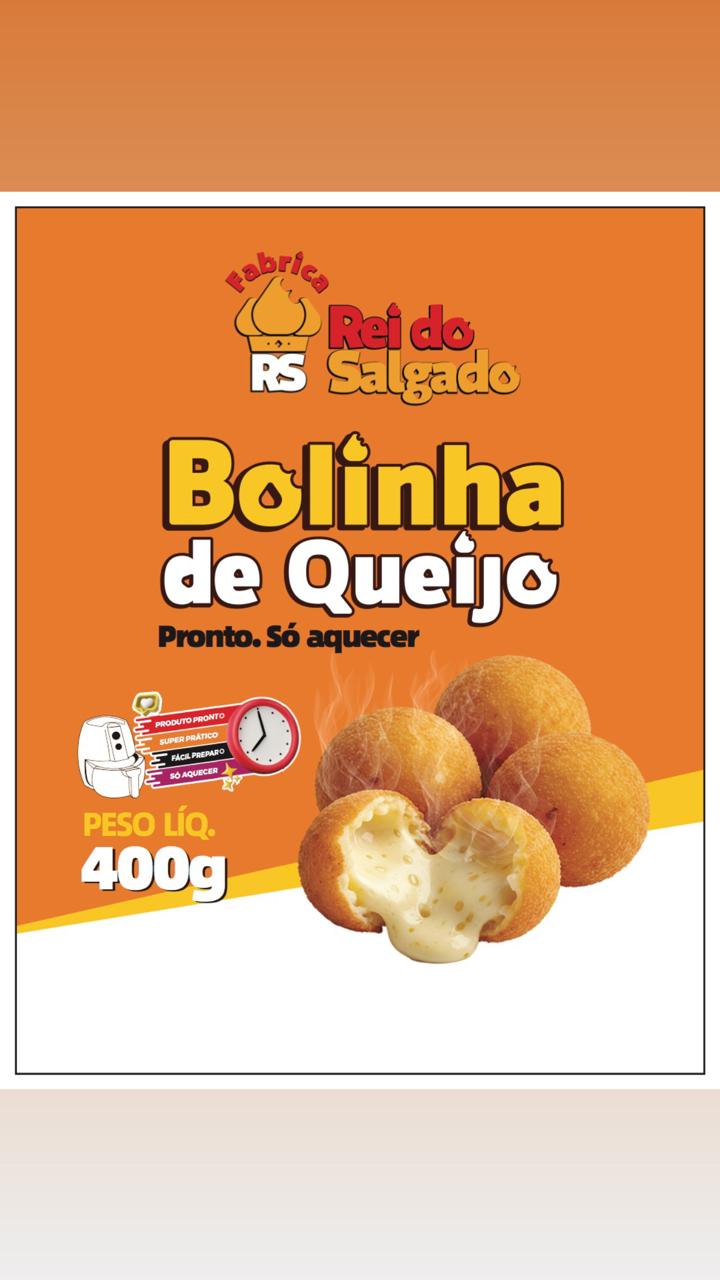 Fabrica
RS
Rei do
Salgado
Bolinha
de Queijo
Pronto. Só aquecer
PRODUTO PRONTO
SUPER PRÁTICO
FÁCIL PREPARO
SÓ AQUECER
PESO LÍQ.
400g